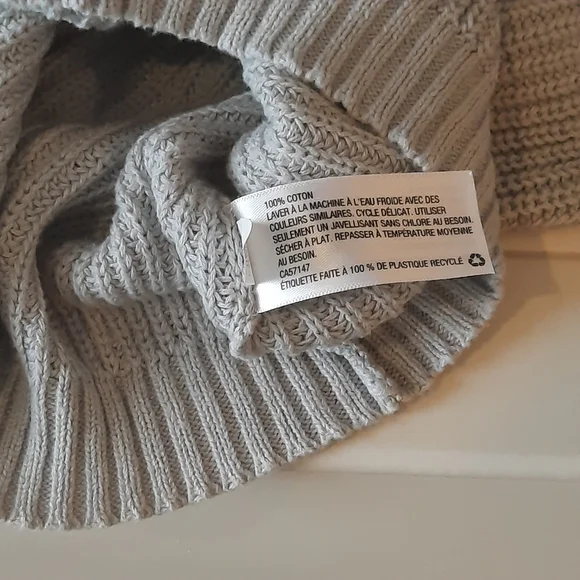 100% COTON
LAVER À LA MACHINE À L'EAU FROIDE AVEC DES
COULEURS SIMILAIRES. CYCLE DÉLICAT. UTILISER
SEULEMENT UN JAVELLISANT SANS CHLORE AU BESOIN.
SÉCHER À PLAT. REPASSER À TEMPÉRATURE MOYENNE
AU BESOIN.
CA57147
ÉTIQUETTE FAITE À 100 % DE PLASTIQUE RECYCLÉ